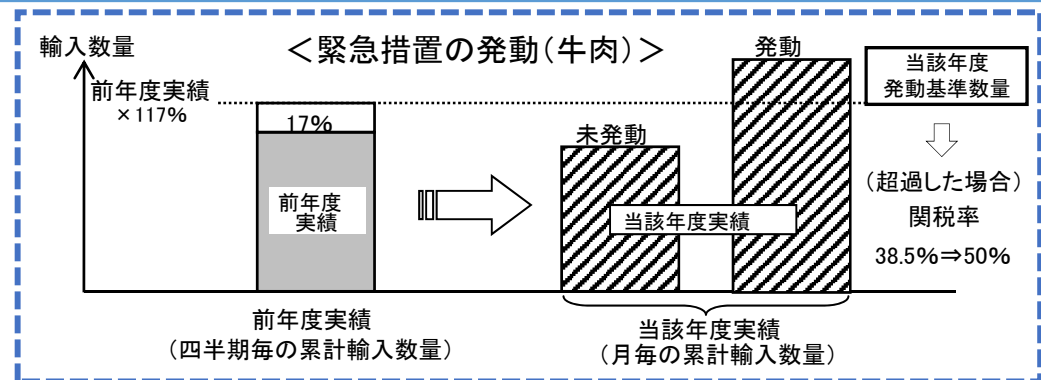 ＜緊急措置の発動（牛肉）＞
輸入数量
前年度実績
×117%
17%
前年度
実績
未発動
発動
当該年度実績
当該年度
発動基準数量
（超過した場合）
関税率
38.5%⇒50%
前年度実績
（四半期毎の累計輸入数量）
当該年度実績
（月毎の累計輸入数量）